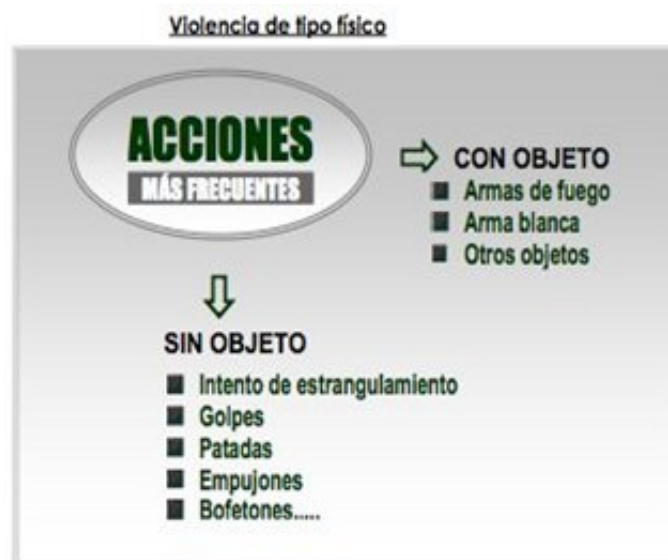 Violencia de tipo físico
ACCIONES
MÁS FRECUENTES
CON OBJETO
Armas de fuego
Arma blanca
Otros objetos
SIN OBJETO
Intento de estrangulamiento
Golpes
Patadas
Empujones
Bofetones.....